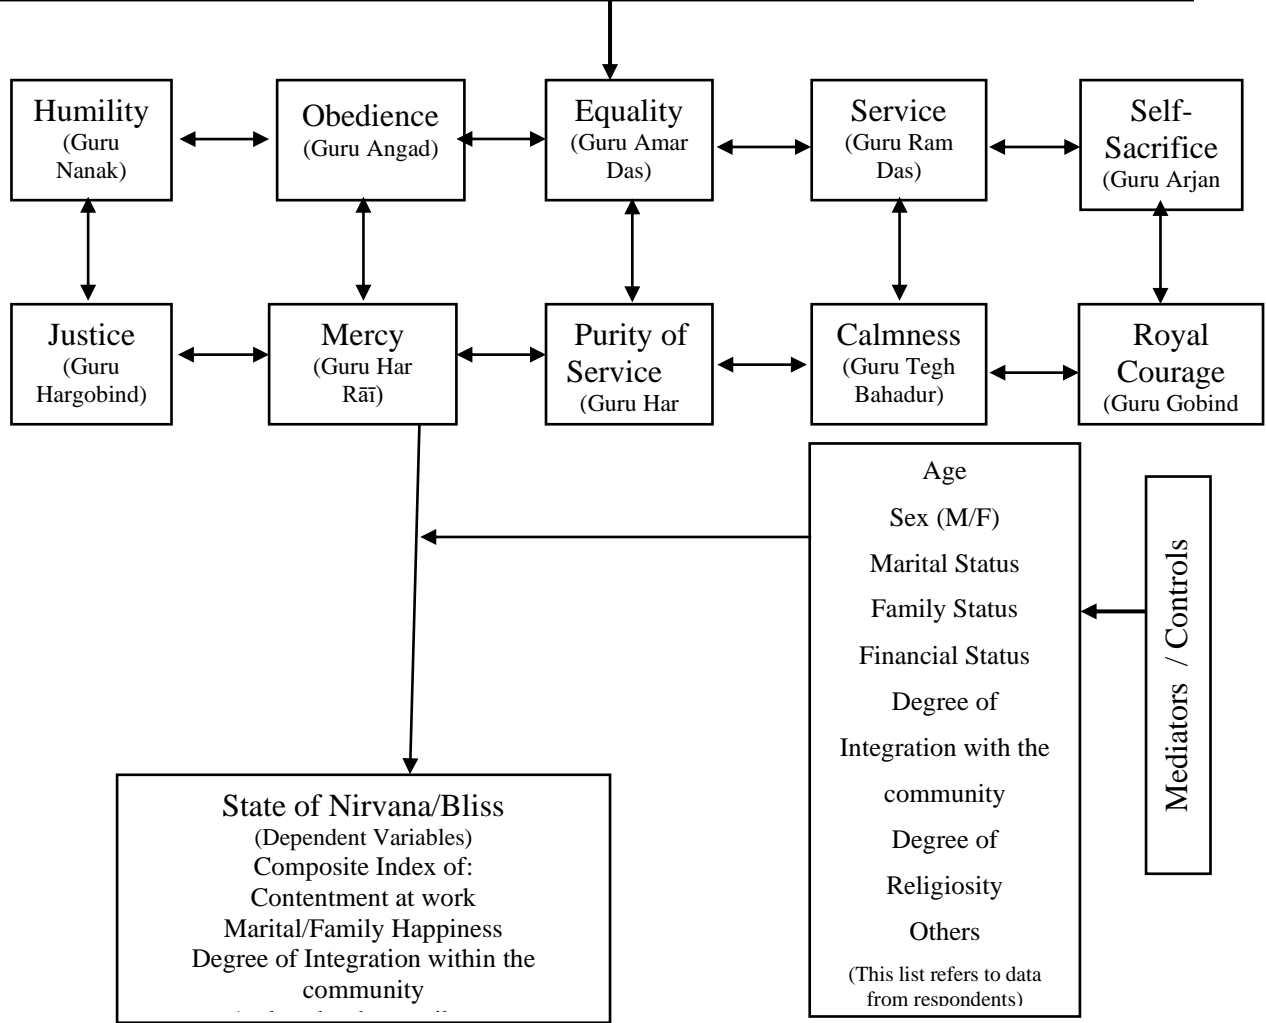 Humility
(Guru
Nanak)
Obedience
(Guru Angad)
Equality
(Guru Amar
Das)
Service
(Guru Ram
Das)
Self-
Sacrifice
(Guru Arjan
Justice
(Guru
Hargobind)
Mercy
(Guru Har
Rāī)
Purity of
Service
(Guru Har
Calmness
(Guru Tegh
Bahadur)
Royal
Courage
(Guru Gobind
Age
Sex (M/F)
Marital Status
Family Status
Financial Status
Degree of
Integration with the
community
Degree of
Religiosity
Others
(This list refers to data
from respondents)
Mediators / Controls
State of Nirvana/Bliss
(Dependent Variables)
Composite Index of:
Contentment at work
Marital/Family Happiness
Degree of Integration within the
community